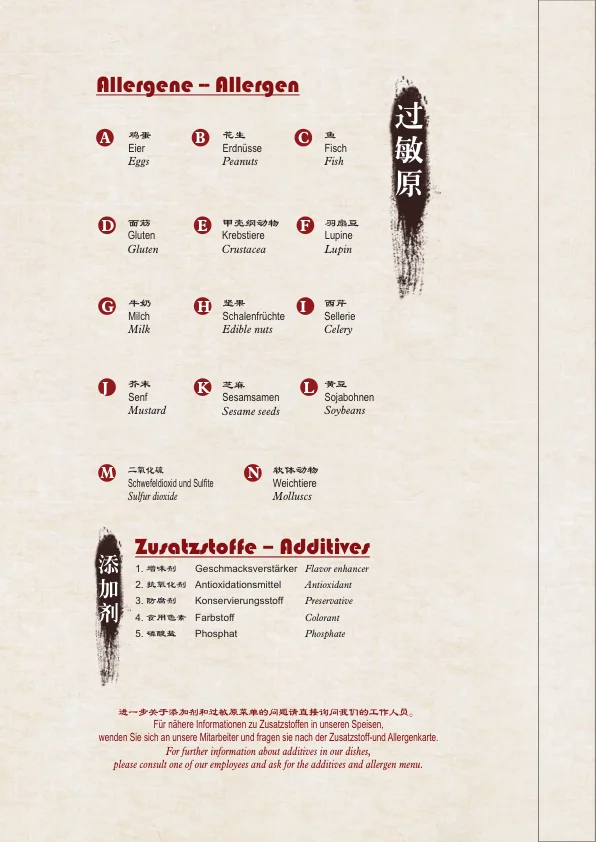 Allergene – Allergen
过敏原
A 鸡蛋
Eier
Eggs
B 花生
Erdnüsse
Peanuts
C 鱼
Fisch
Fish
D 面筋
Gluten
Gluten
E 甲壳纲动物
Krebstiere
Crustacea
F 羽扇豆
Lupine
Lupin
G 牛奶
Milch
Milk
H 坚果
Schalenfrüchte
Edible nuts
I 西芹
Sellerie
Celery
J 芥末
Senf
Mustard
K 芝麻
Sesamsamen
Sesame seeds
L 黄豆
Sojabohnen
Soybeans
M 二氧化硫
Schwefeldioxid und Sulfite
Sulfur dioxide
N 软体动物
Weichtiere
Molluscs
添加剂
Zusatzstoffe – Additives
1. 增味剂 Geschmacksverstärker Flavor enhancer
2. 抗氧化剂 Antioxidationsmittel Antioxidant
3. 防腐剂 Konservierungsstoff Preservative
4. 食用色素 Farbstoff Colorant
5. 磷酸盐 Phosphat Phosphate
进一步关于添加剂和过敏原菜单的问题请直接询问我们的工作人员。
Für nähere Informationen zu Zusatzstoffen in unseren Speisen,
wenden Sie sich an unsere Mitarbeiter und fragen sie nach der Zusatzstoff-und Allergenkarte.
For further information about additives in our dishes,
please consult one of our employees and ask for the additives and allergen menu.